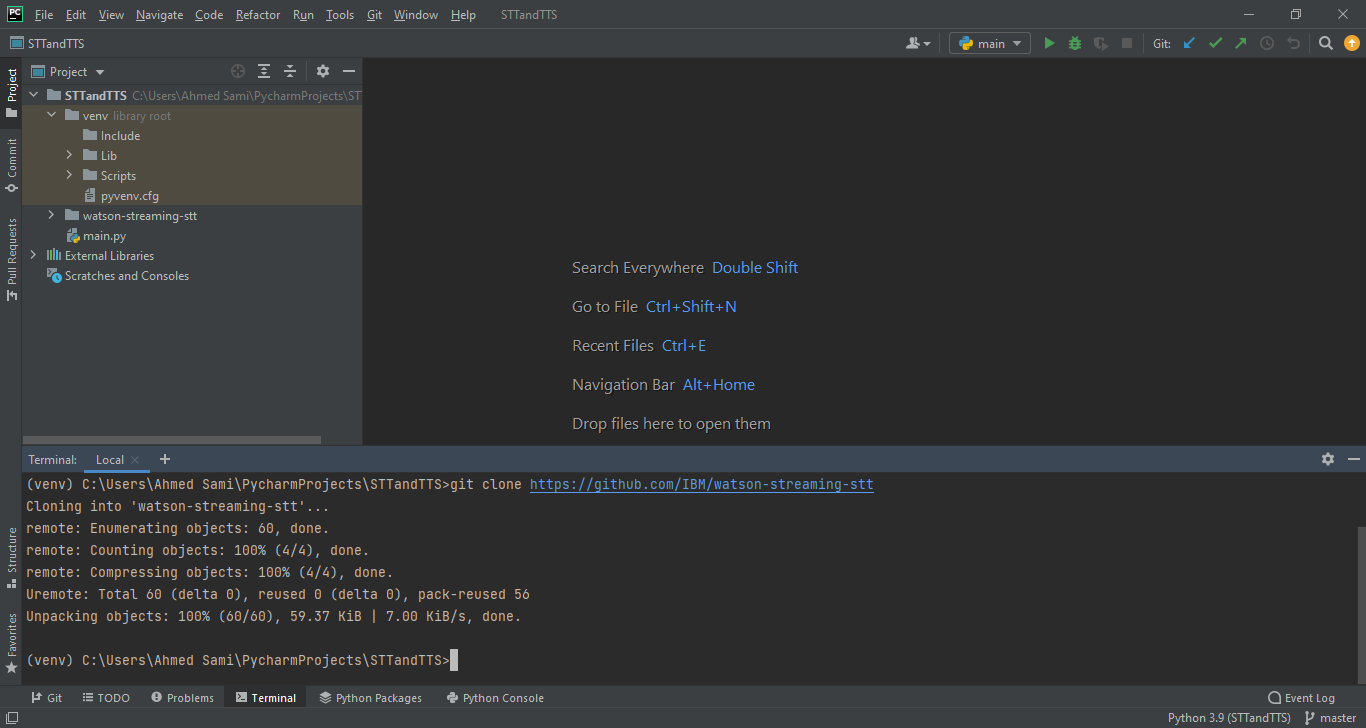 PC File Edit View Navigate Code Refactor Run Tools Git Window Help STTandTTS
STTandTTS main Git:
Project
STTandTTS C:\Users\Ahmed Sami\PycharmProjects\ST
venv library root
Include
Lib
Scripts
pyvenv.cfg
watson-streaming-stt
main.py
External Libraries
Scratches and Consoles
Project
Commit
Pull Requests
Structure
Favorites
Search Everywhere Double Shift
Go to File Ctrl+Shift+N
Recent Files Ctrl+E
Navigation Bar Alt+Home
Drop files here to open them
Terminal: Local
(venv) C:\Users\Ahmed Sami\PycharmProjects\STTandTTS>git clone https://github.com/IBM/watson-streaming-stt
Cloning into 'watson-streaming-stt'...
remote: Enumerating objects: 60, done.
remote: Counting objects: 100% (4/4), done.
remote: Compressing objects: 100% (4/4), done.
Uremote: Total 60 (delta 0), reused 0 (delta 0), pack-reused 56
Unpacking objects: 100% (60/60), 59.37 KiB | 7.00 KiB/s, done.
(venv) C:\Users\Ahmed Sami\PycharmProjects\STTandTTS>
Git TODO Problems Terminal Python Packages Python Console Event Log
Python 3.9 (STTandTTS) master